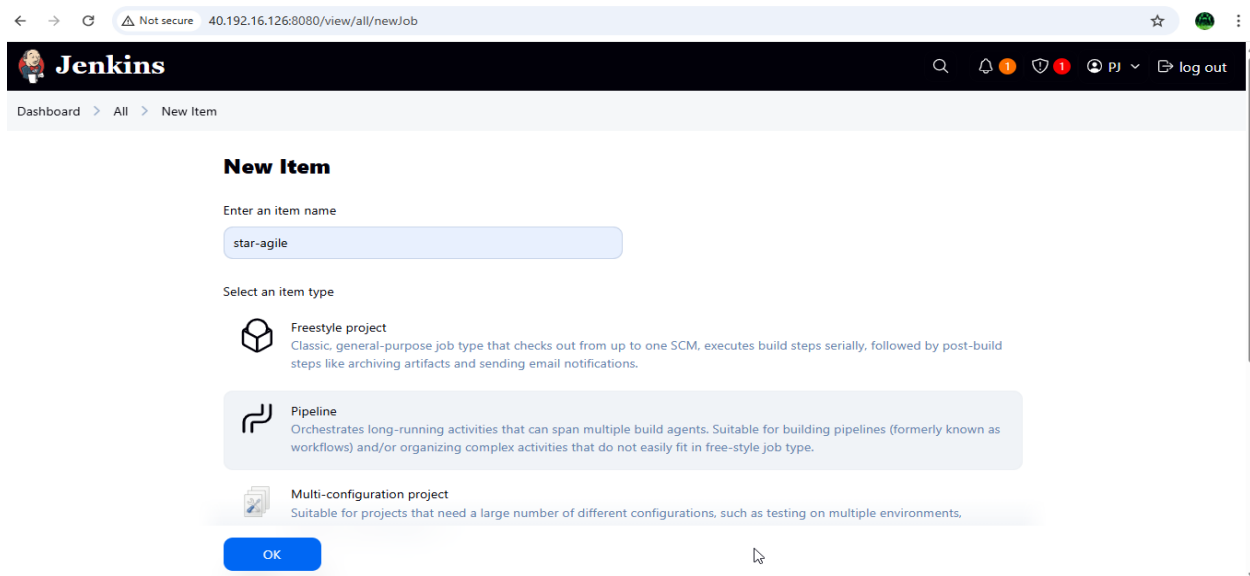 Not secure 40.192.16.126:8080/view/all/newJob
Jenkins 1 1 PJ log out
Dashboard > All > New Item
New Item
Enter an item name
star-agile
Select an item type
Freestyle project
Classic, general-purpose job type that checks out from up to one SCM, executes build steps serially, followed by post-build
steps like archiving artifacts and sending email notifications.
Pipeline
Orchestrates long-running activities that can span multiple build agents. Suitable for building pipelines (formerly known as
workflows) and/or organizing complex activities that do not easily fit in free-style job type.
Multi-configuration project
Suitable for projects that need a large number of different configurations, such as testing on multiple environments,
OK